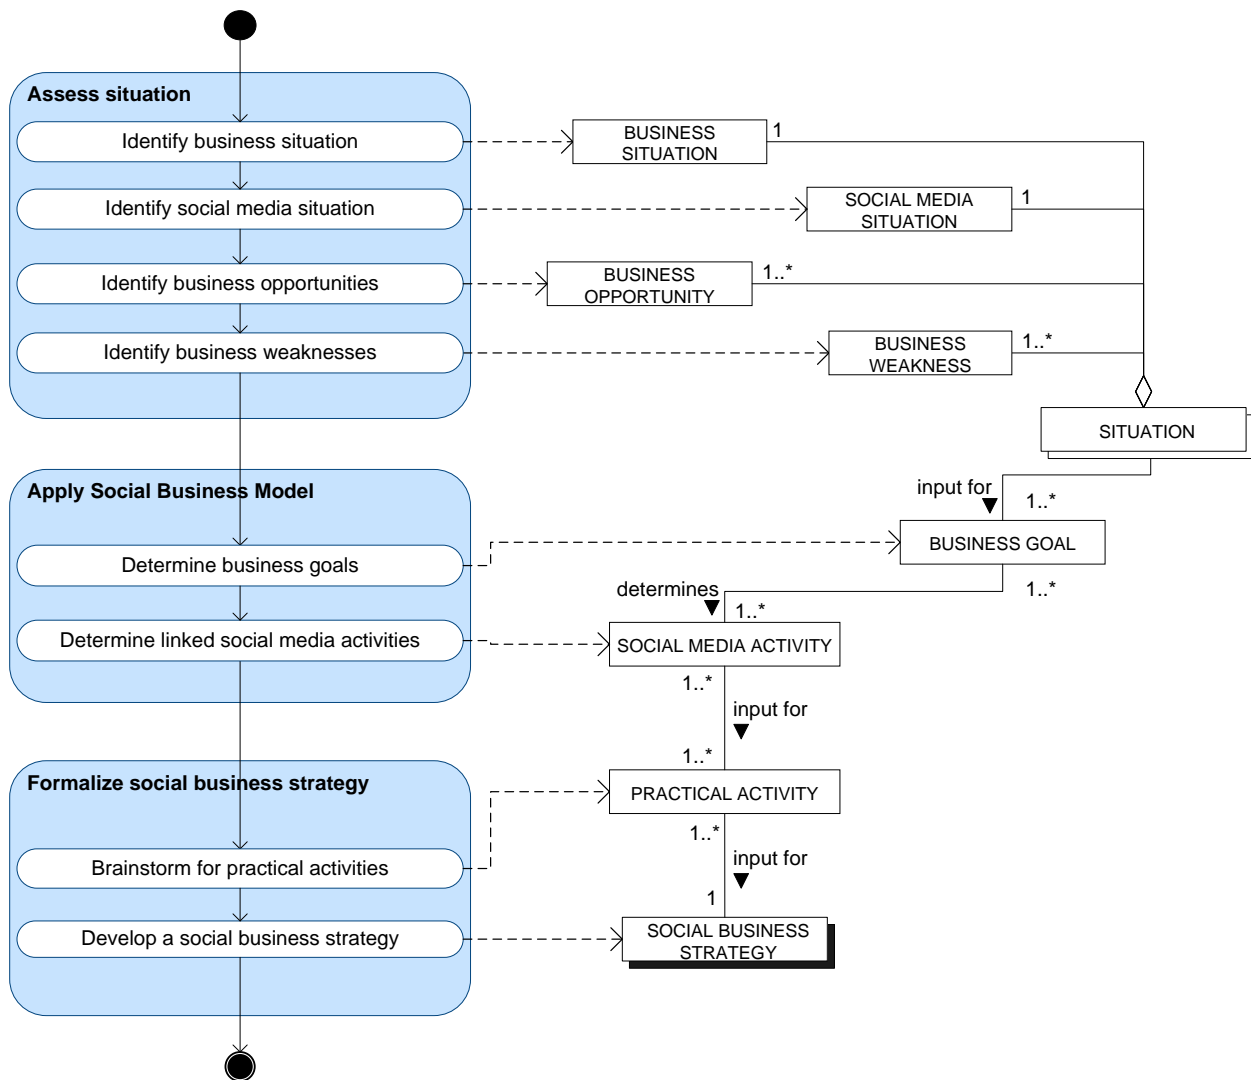 Assess situation
Identify business situation
BUSINESS
SITUATION
1
Identify social media situation
SOCIAL MEDIA
SITUATION
1
Identify business opportunities
BUSINESS
OPPORTUNITY
1..*
Identify business weaknesses
BUSINESS
WEAKNESS
1..*
SITUATION
Apply Social Business Model
input for
1..*
Determine business goals
BUSINESS GOAL
determines
1..*
1..*
Determine linked social media activities
SOCIAL MEDIA ACTIVITY
1..*
input for
1..*
Formalize social business strategy
PRACTICAL ACTIVITY
1..*
Brainstorm for practical activities
input for
1
Develop a social business strategy
SOCIAL BUSINESS
STRATEGY